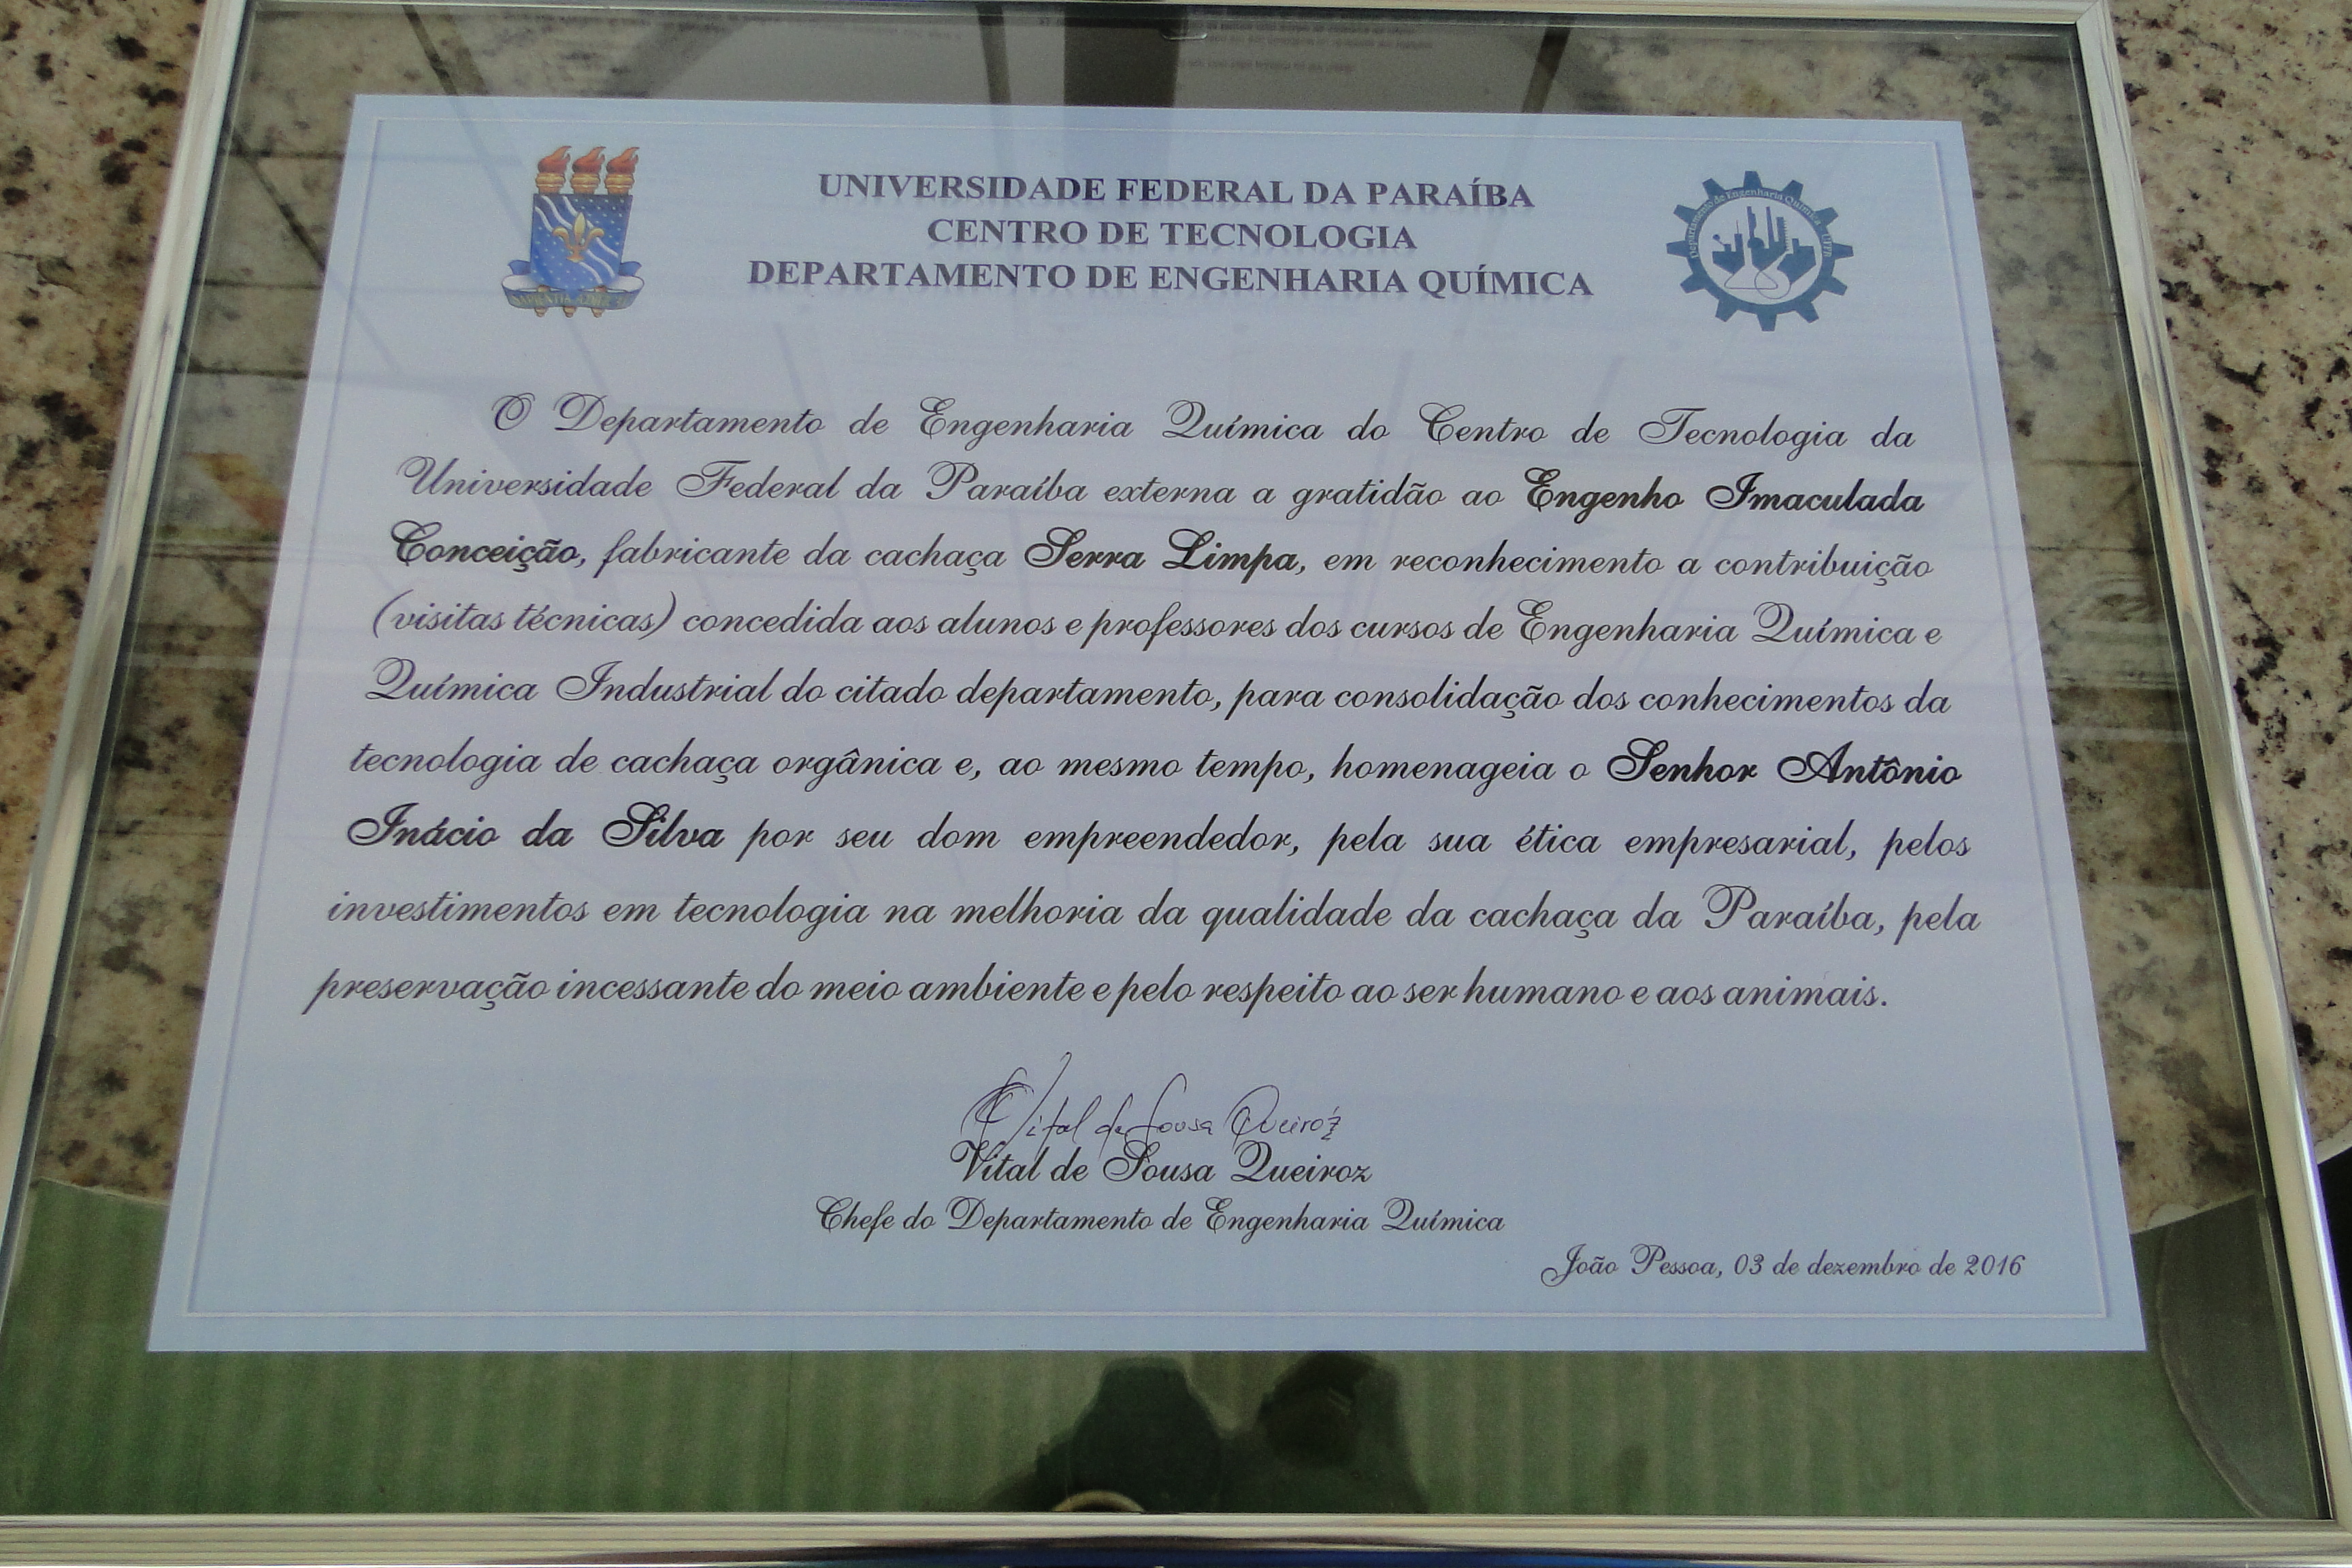 UNIVERSIDADE FEDERAL DA PARAÍBA
CENTRO DE TECNOLOGIA
DEPARTAMENTO DE ENGENHARIA QUÍMICA
Departamento de Engenharia Química
O Departamento de Engenharia Química do Centro de Tecnologia da
Universidade Federal da Paraíba externa a gratidão ao Engenho Imaculada
Conceição, fabricante da cachaça Serra Limpa, em reconhecimento a contribuição
(visitas técnicas) concedida aos alunos e professores dos cursos de Engenharia Química e
Química Industrial do citado departamento, para consolidação dos conhecimentos da
tecnologia de cachaça orgânica e, ao mesmo tempo, homenageia o Senhor Antônio
Inácio da Silva por seu dom empreendedor, pela sua ética empresarial, pelos
investimentos em tecnologia na melhoria da qualidade da cachaça da Paraíba, pela
preservação incessante do meio ambiente e pelo respeito ao ser humano e aos animais.
Vital de Sousa Queiróz
Vital de Sousa Queiroz
Chefe do Departamento de Engenharia Química
João Pessoa, 03 de dezembro de 2016